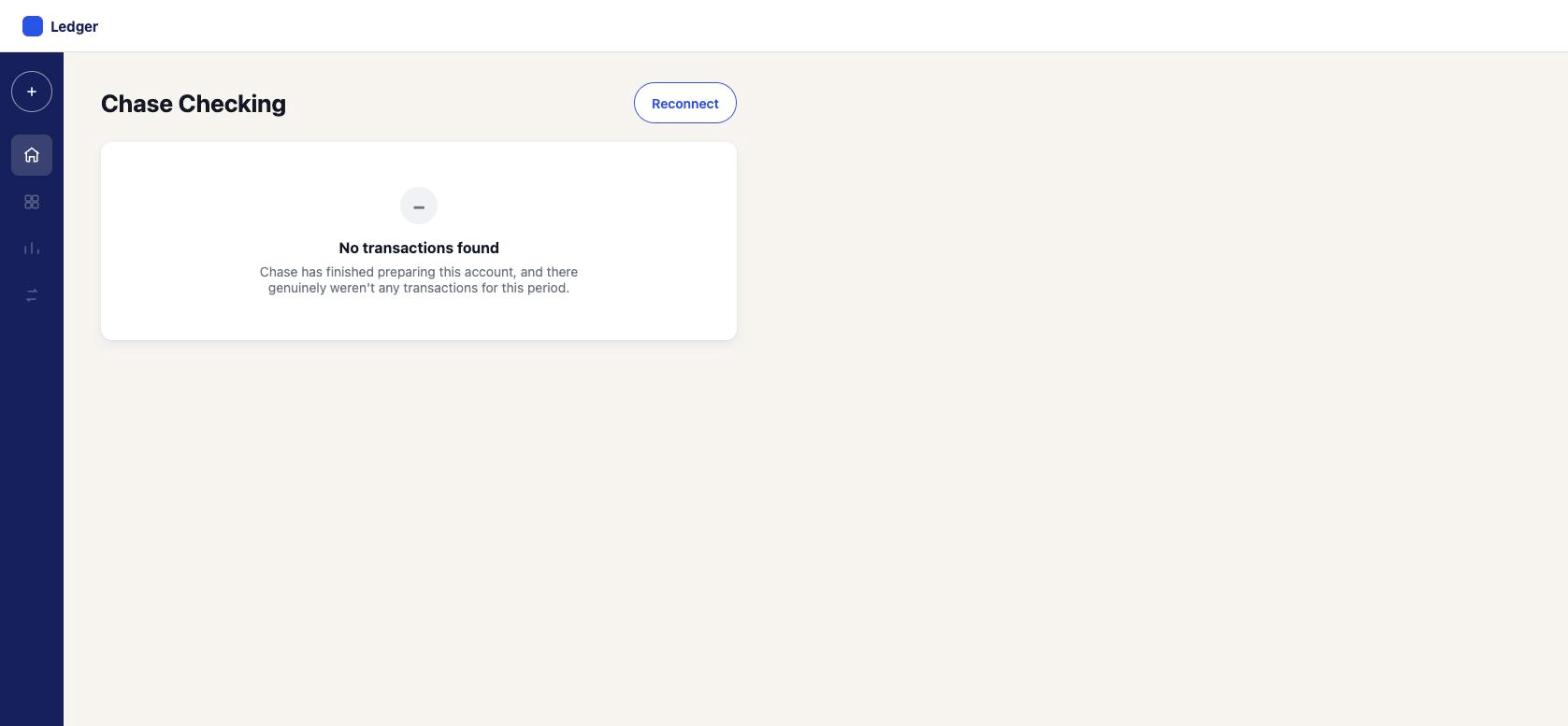 Ledger
Chase Checking
Reconnect
No transactions found
Chase has finished preparing this account, and there
genuinely weren't any transactions for this period.